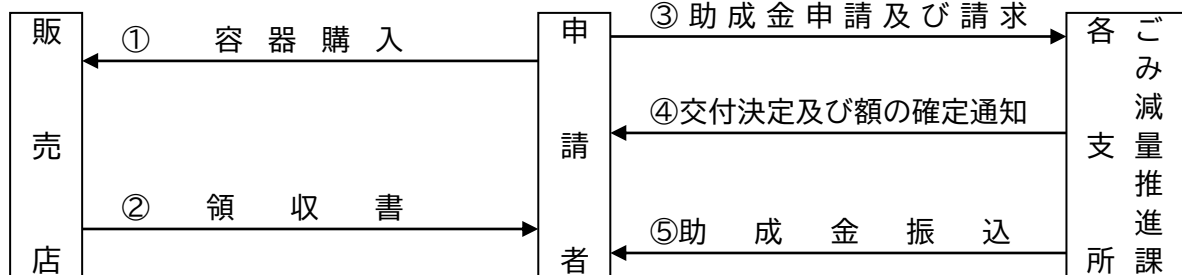 販売店
① 容器購入
② 領収書
申請者
③助成金申請及び請求
④交付決定及び額の確定通知
⑤助成金振込
ごみ減量推進課
各支所